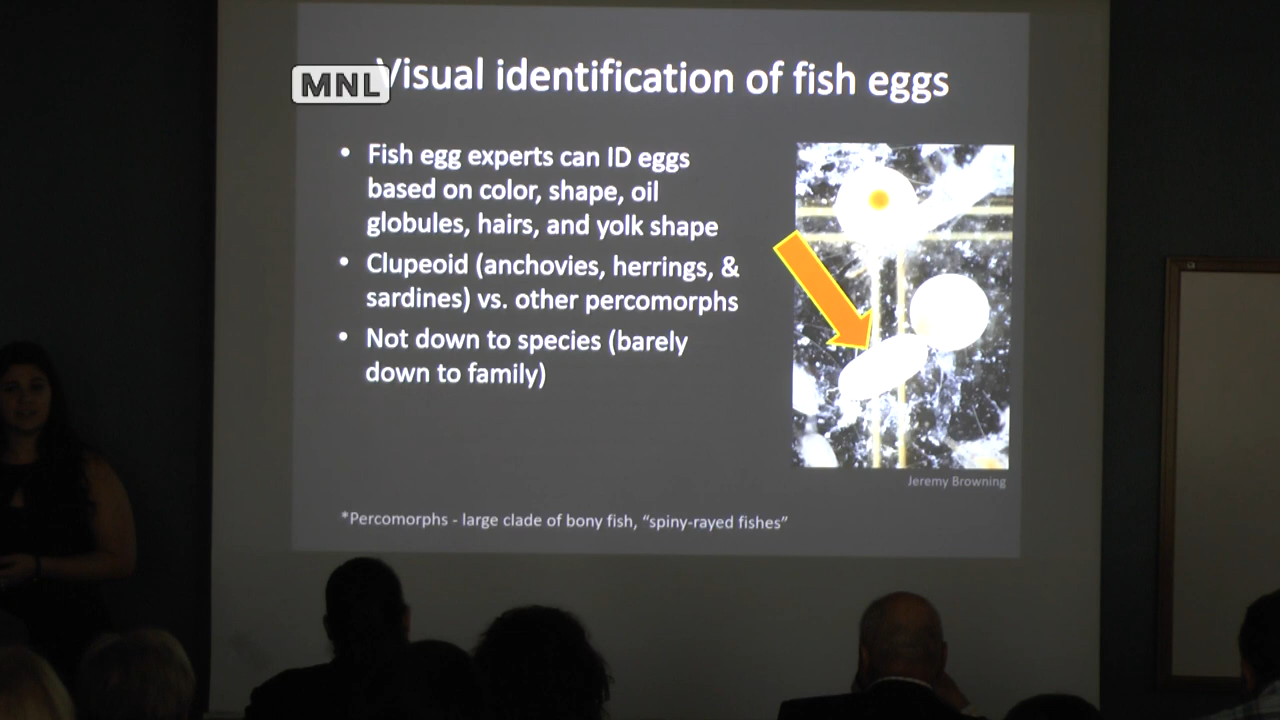 MNL
Visual identification of fish eggs
• Fish egg experts can ID eggs
based on color, shape, oil
globules, hairs, and yolk shape
• Clupeoid (anchovies, herrings, &
sardines) vs. other percomorphs
• Not down to species (barely
down to family)
Jeremy Browning
*Percomorphs - large clade of bony fish, “spiny-rayed fishes”